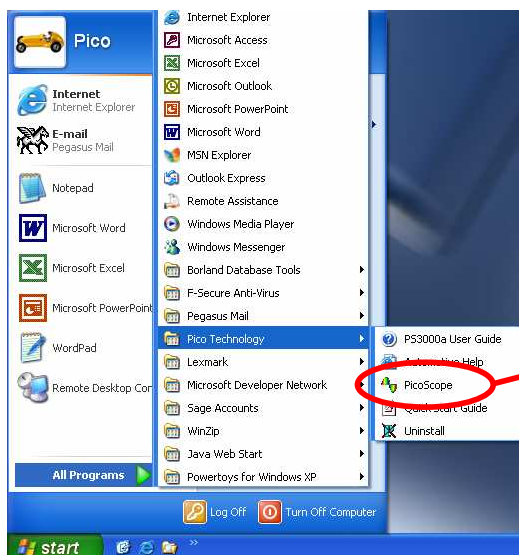 Pico
Internet
Internet Explorer
E-mail
Pegasus Mail
Notepad
Microsoft Word
Microsoft Excel
Microsoft PowerPoint
WordPad
Remote Desktop Con
All Programs
Internet Explorer
Microsoft Access
Microsoft Excel
Microsoft Outlook
Microsoft PowerPoint
Microsoft Word
MSN Explorer
Outlook Express
Remote Assistance
Windows Media Player
Windows Messenger
Borland Database Tools
F-Secure Anti-Virus
Pegasus Mail
Pico Technology
Lexmark
Microsoft Developer Network
Sage Accounts
WinZip
Java Web Start
Powertoys for Windows XP
PS3000a User Guide
Automotive Help
PicoScope
Quick Start Guide
Uninstall
Log Off
Turn Off Computer
start